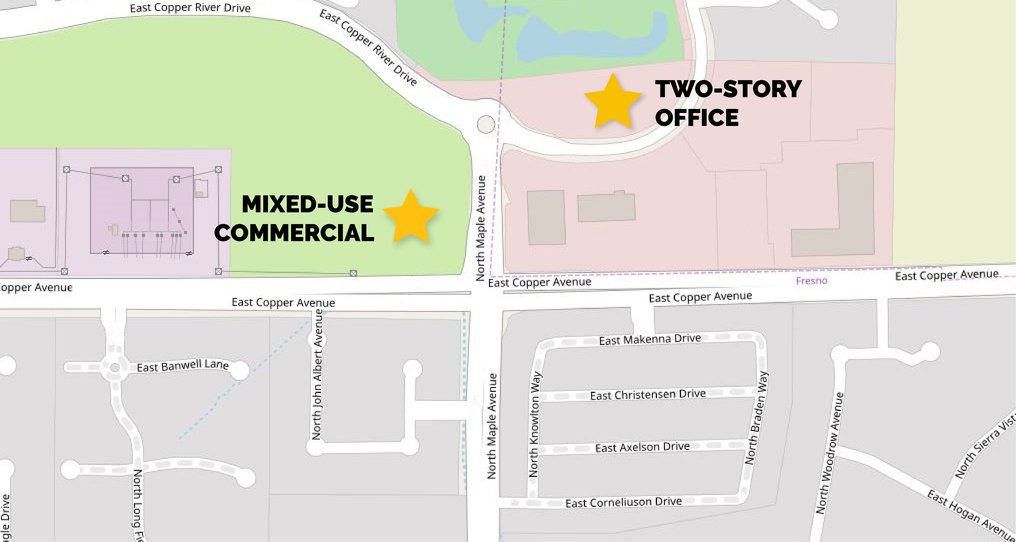 East Copper River Drive
East Copper River Drive
TWO-STORY
OFFICE
MIXED-USE
COMMERCIAL
North Maple Avenue
opper Avenue
East Copper Avenue
East Copper Avenue
East Copper Avenue
East Copper Avenue
Fresno
East Banwell Lane
North John Albert Avenue
East Makenna Drive
East Christensen Drive
East Axelson Drive
East Corneliuson Drive
North Knowlton Way
North Braden Way
North Maple Avenue
North Woodrow Avenue
North Sierra Vist
East Hogan Avenue
North Long Fi
gle Drive